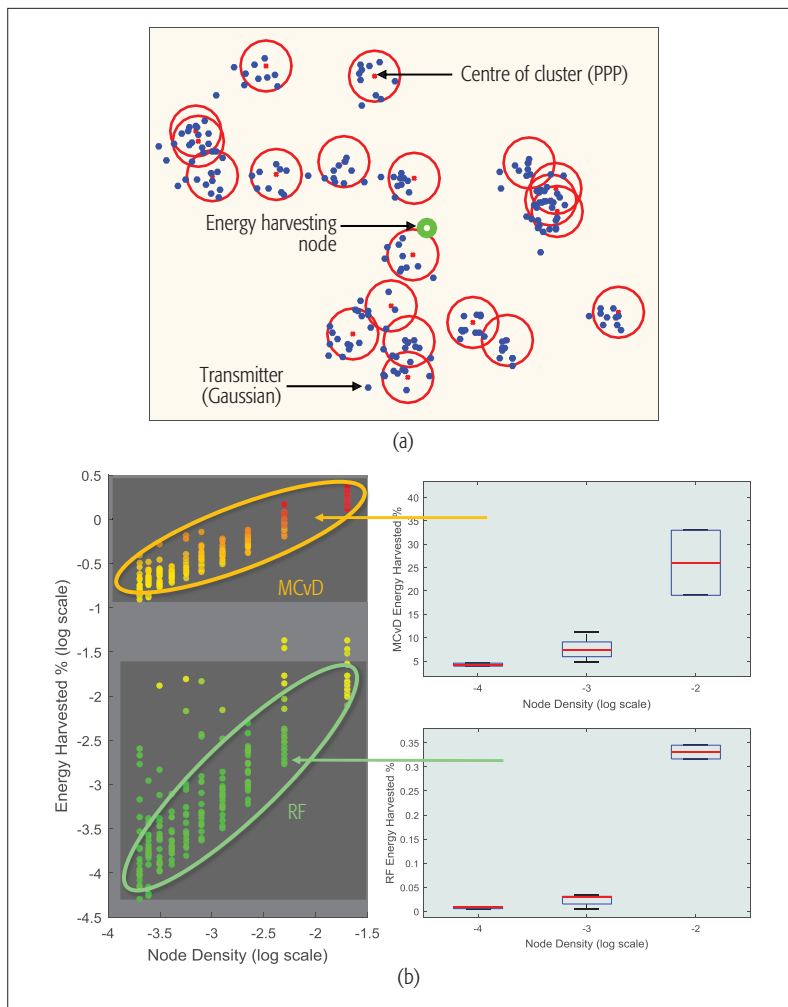 Centre of cluster (PPP)
Energy harvesting
node
Transmitter
(Gaussian)
(a)
0.5
0
-0.5
-1
-1.5
-2
-2.5
-3
-3.5
-4
-4.5
Energy Harvested % (log scale)
MCvD
RF
-4
-3.5
-3
-2.5
-2
-1.5
Node Density (log scale)
40
35
30
25
20
15
10
5
MCvD Energy Harvested %
-4
-3
-2
Node Density (log scale)
0.35
0.3
0.25
0.2
0.15
0.1
0.05
0
RF Energy Harvested %
-4
-3
-2
Node Density (log scale)
(b)